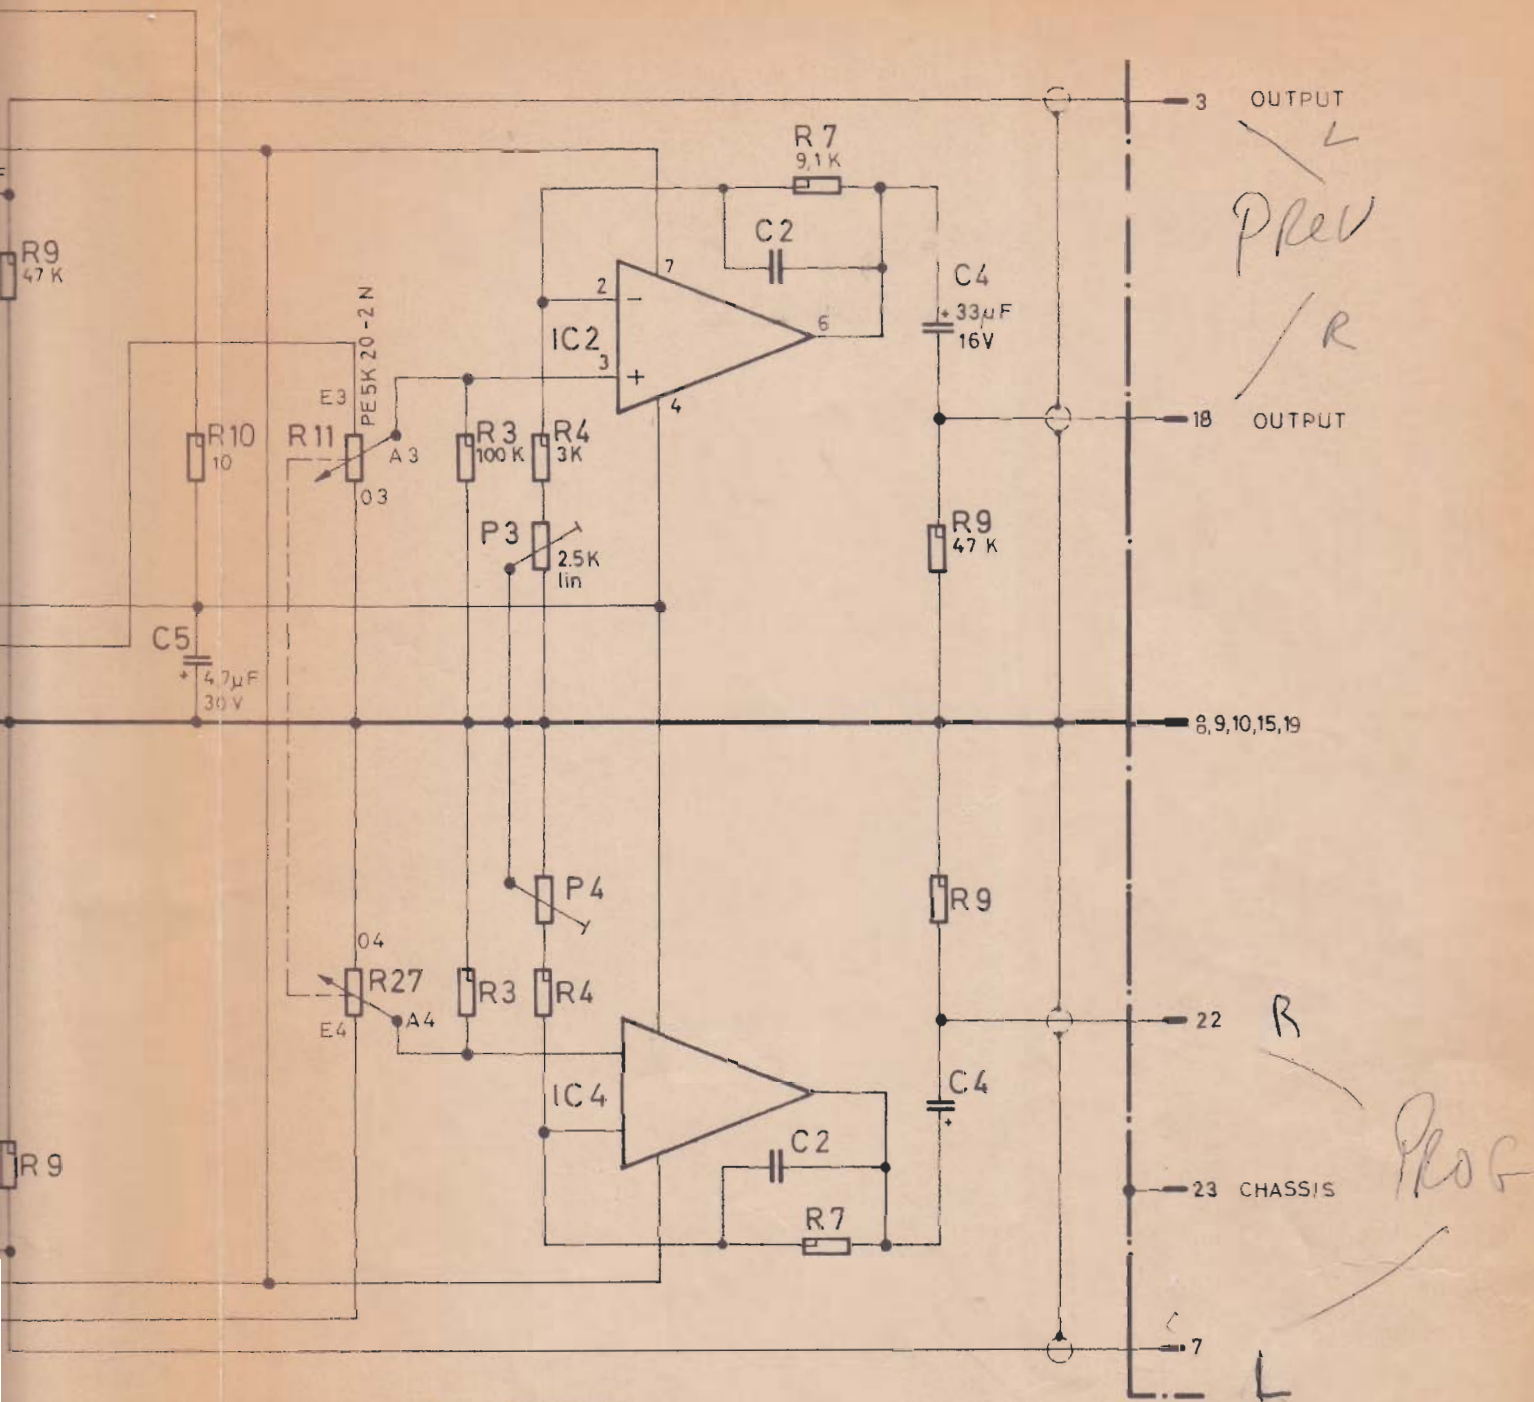 3 OUTPUT
L
PREV
R
18 OUTPUT
R7
9,1K
C2
7
2
−
IC2
3
+
6
4
C4
+ 33µF
16V
R9
47 K
PE5K 20-2N
E3
R10
10
R11
A3
03
R3
100K
R4
3K
P3
2.5K
lin
R9
47 K
C5
+ 4,7µF
30V
8,9,10,15,19
P4
R9
04
R27
E4
A4
R3
R4
IC4
C4
+
C2
R7
R9
22 R
23 CHASSIS
PROG
7
L